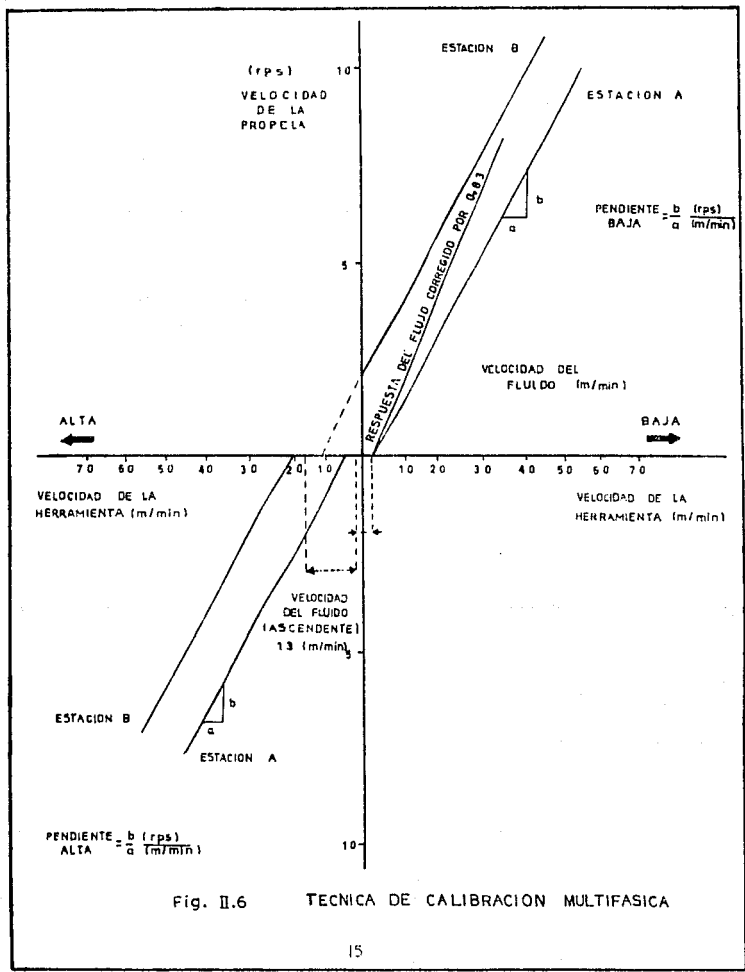 ESTACION B
10
(rps)
VELOCIDAD
DE LA
PROPELA
ESTACION A
RESPUESTA DEL FLUJO CORREGIDO POR 0.83
b
a
PENDIENTE = b (rps)
BAJA a (m/min)
5
VELOCIDAD DEL
FLUIDO (m/min)
ALTA
BAJA
70 60 50 40 30 20 10
10 20 30 40 50 60 70
VELOCIDAD DE LA
HERRAMIENTA (m/min)
VELOCIDAD DE LA
HERRAMIENTA (m/min)
VELOCIDAD
DEL FLUIDO
(ASCENDENTE)
13 (m/min)
5
ESTACION B
b
a
ESTACION A
PENDIENTE = b (rps)
ALTA a (m/min)
10
Fig. II.6 TECNICA DE CALIBRACION MULTIFASICA
15